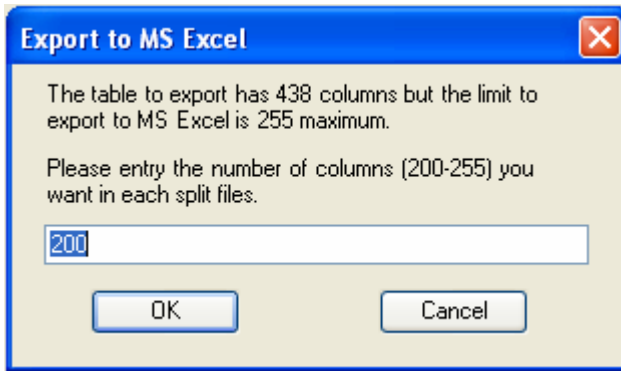 Export to MS Excel
The table to export has 438 columns but the limit to
export to MS Excel is 255 maximum.
Please entry the number of columns (200-255) you
want in each split files.
200
OK
Cancel